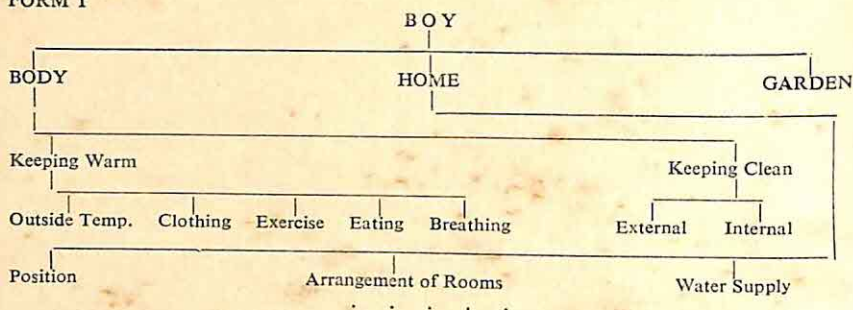 FORM I
BOY
BODY HOME GARDEN
Keeping Warm Keeping Clean
Outside Temp. Clothing Exercise Eating Breathing External Internal
Position Arrangement of Rooms Water Supply